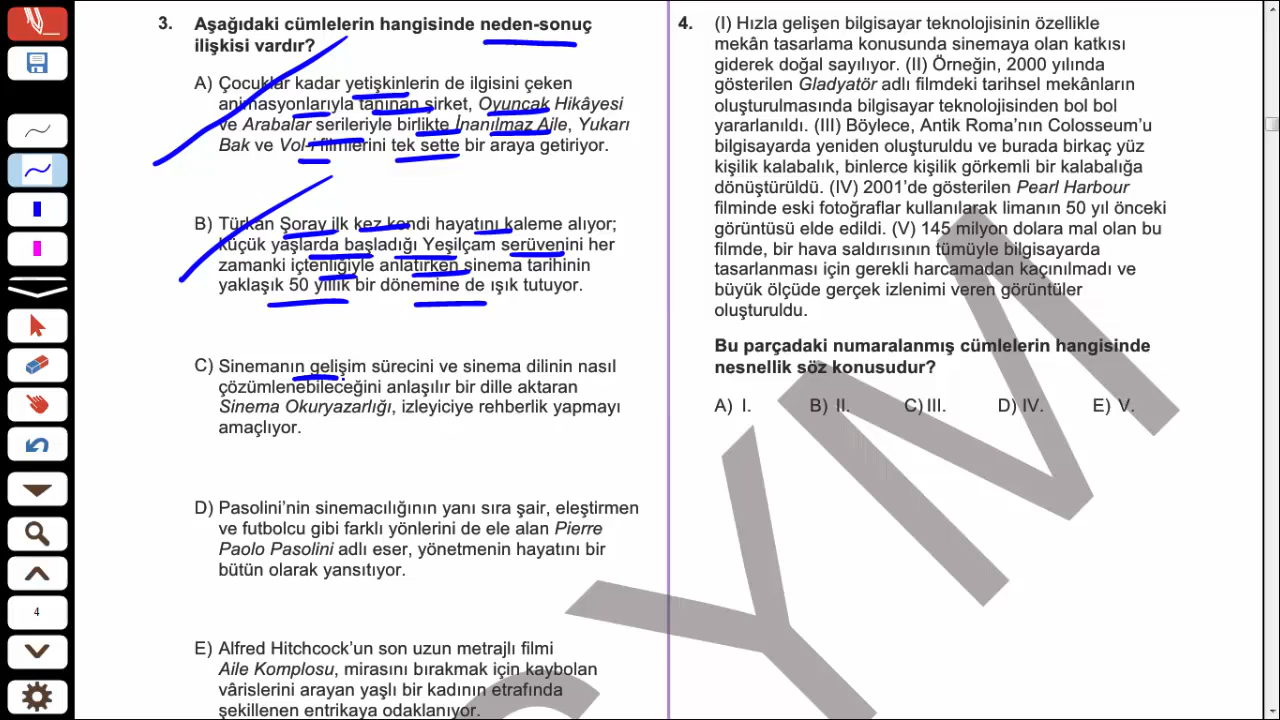 3. Aşağıdaki cümlelerin hangisinde neden-sonuç
ilişkisi vardır?
A) Çocuklar kadar yetişkinlerin de ilgisini çeken
animasyonlarıyla tanınan şirket, Oyuncak Hikâyesi
ve Arabalar serileriyle birlikte İnanılmaz Aile, Yukarı
Bak ve Vol-i filmlerini tek sette bir araya getiriyor.
B) Türkan Şoray ilk kez kendi hayatını kaleme alıyor;
küçük yaşlarda başladığı Yeşilçam serüvenini her
zamanki içtenliğiyle anlatırken sinema tarihinin
yaklaşık 50 yıllık bir dönemine de ışık tutuyor.
C) Sinemanın gelişim sürecini ve sinema dilinin nasıl
çözümlenebileceğini anlaşılır bir dille aktaran
Sinema Okuryazarlığı, izleyiciye rehberlik yapmayı
amaçlıyor.
D) Pasolini’nin sinemacılığının yanı sıra şair, eleştirmen
ve futbolcu gibi farklı yönlerini de ele alan Pierre
Paolo Pasolini adlı eser, yönetmenin hayatını bir
bütün olarak yansıtıyor.
E) Alfred Hitchcock’un son uzun metrajlı filmi
Aile Komplosu, mirasını bırakmak için kaybolan
vârislerini arayan yaşlı bir kadının etrafında
şekillenen entrikaya odaklanıyor.
4. (I) Hızla gelişen bilgisayar teknolojisinin özellikle
mekân tasarlama konusunda sinemaya olan katkısı
giderek doğal sayılıyor. (II) Örneğin, 2000 yılında
gösterilen Gladyatör adlı filmdeki tarihsel mekânların
oluşturulmasında bilgisayar teknolojisinden bol bol
yararlanıldı. (III) Böylece, Antik Roma’nın Colosseum’u
bilgisayarda yeniden oluşturuldu ve burada birkaç yüz
kişilik kalabalık, binlerce kişilik görkemli bir kalabalığa
dönüştürüldü. (IV) 2001’de gösterilen Pearl Harbour
filminde eski fotoğraflar kullanılarak limanın 50 yıl önceki
görüntüsü elde edildi. (V) 145 milyon dolara mal olan bu
filmde, bir hava saldırısının tümüyle bilgisayarda
tasarlanması için gerekli harcamadan kaçınılmadı ve
büyük ölçüde gerçek izlenimi veren görüntüler
oluşturuldu.
Bu parçadaki numaralanmış cümlelerin hangisinde
nesnellik söz konusudur?
A) I. B) II. C) III. D) IV. E) V.
4